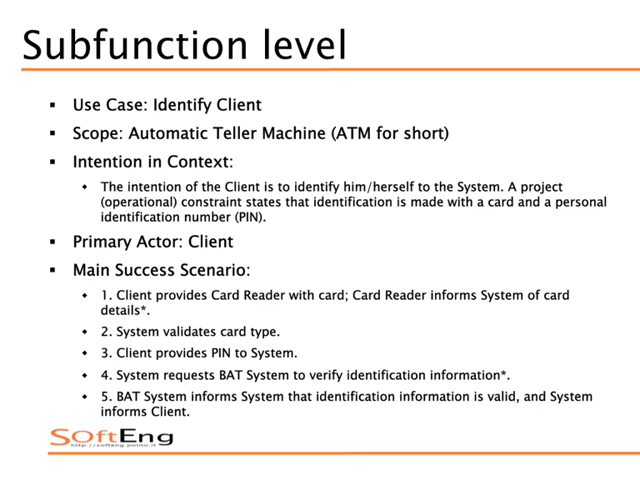 Subfunction level
▪ Use Case: Identify Client
▪ Scope: Automatic Teller Machine (ATM for short)
▪ Intention in Context:
◆ The intention of the Client is to identify him/herself to the System. A project
(operational) constraint states that identification is made with a card and a personal
identification number (PIN).
▪ Primary Actor: Client
▪ Main Success Scenario:
◆ 1. Client provides Card Reader with card; Card Reader informs System of card
details*.
◆ 2. System validates card type.
◆ 3. Client provides PIN to System.
◆ 4. System requests BAT System to verify identification information*.
◆ 5. BAT System informs System that identification information is valid, and System
informs Client.
SOftEng
http://softeng.polito.it